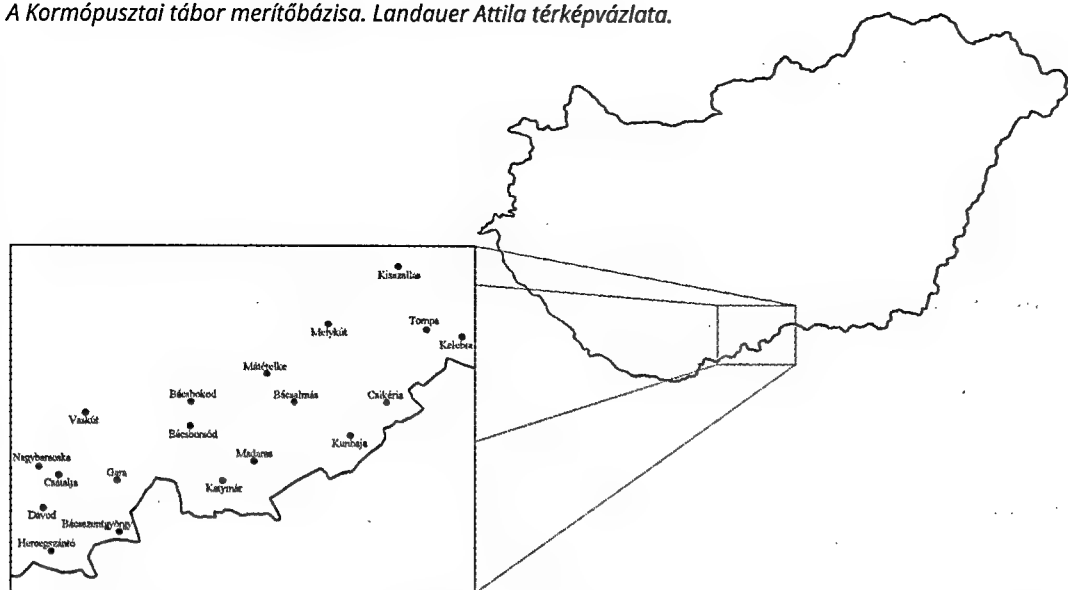 A Kormópusztai tábor merítőbázisa. Landauer Attila térképvázlata.
Kisszállás
Tompa
Mélykút
Kelebia
Mátételke
Bácsbokod
Bácsalmás
Csikéria
Vaskút
Bácsborsód
Kunbaja
Madaras
Nagybaracska
Gara
Csátalja
Katymár
Dávod
Bácsszentgyörgy
Hercegszántó